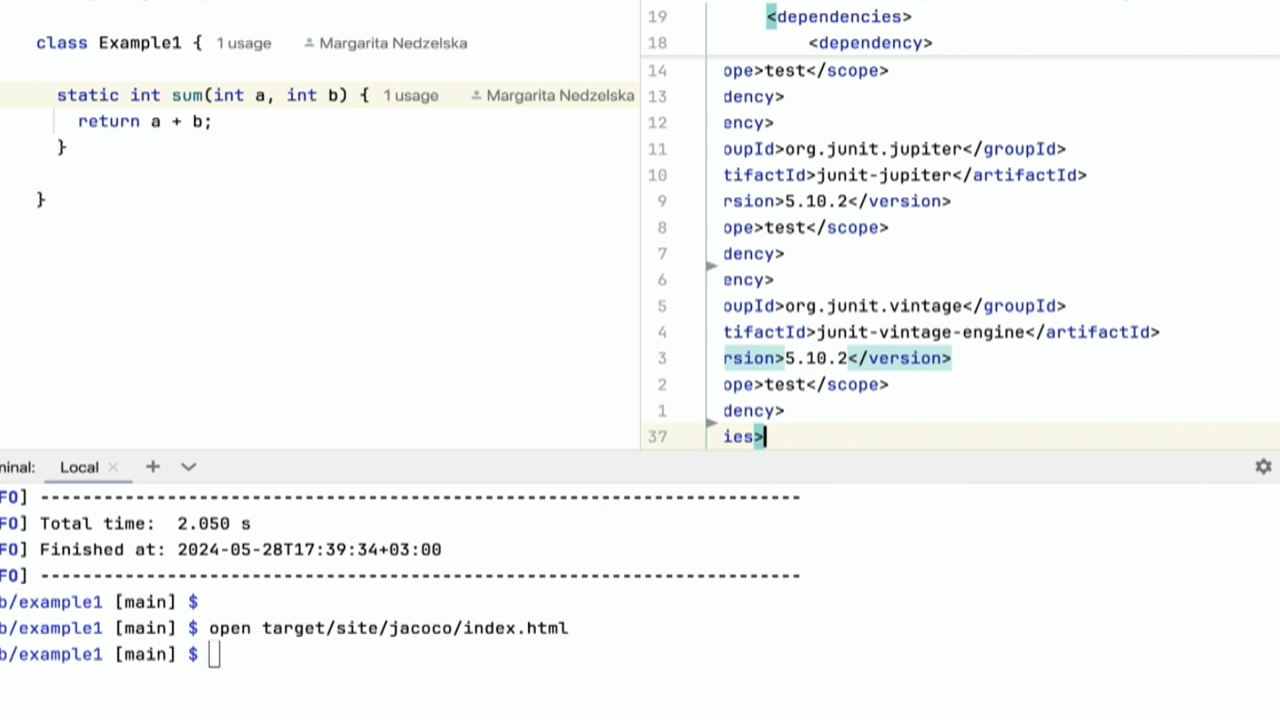 class Example1 { 1 usage Margarita Nedzelska
static int sum(int a, int b) { 1 usage Margarita Nedzelska
return a + b;
}
}
19 <dependencies>
18 <dependency>
14 ope>test</scope>
13 dency>
12 ency>
11 oupId>org.junit.jupiter</groupId>
10 tifactId>junit-jupiter</artifactId>
9 rsion>5.10.2</version>
8 ope>test</scope>
7 dency>
6 ency>
5 oupId>org.junit.vintage</groupId>
4 tifactId>junit-vintage-engine</artifactId>
3 rsion>5.10.2</version>
2 ope>test</scope>
1 dency>
37 ies>
ninal: Local × +
FO] ------------------------------------------------------------------------
FO] Total time:  2.050 s
FO] Finished at: 2024-05-28T17:39:34+03:00
FO] ------------------------------------------------------------------------
b/example1 [main] $
b/example1 [main] $ open target/site/jacoco/index.html
b/example1 [main] $